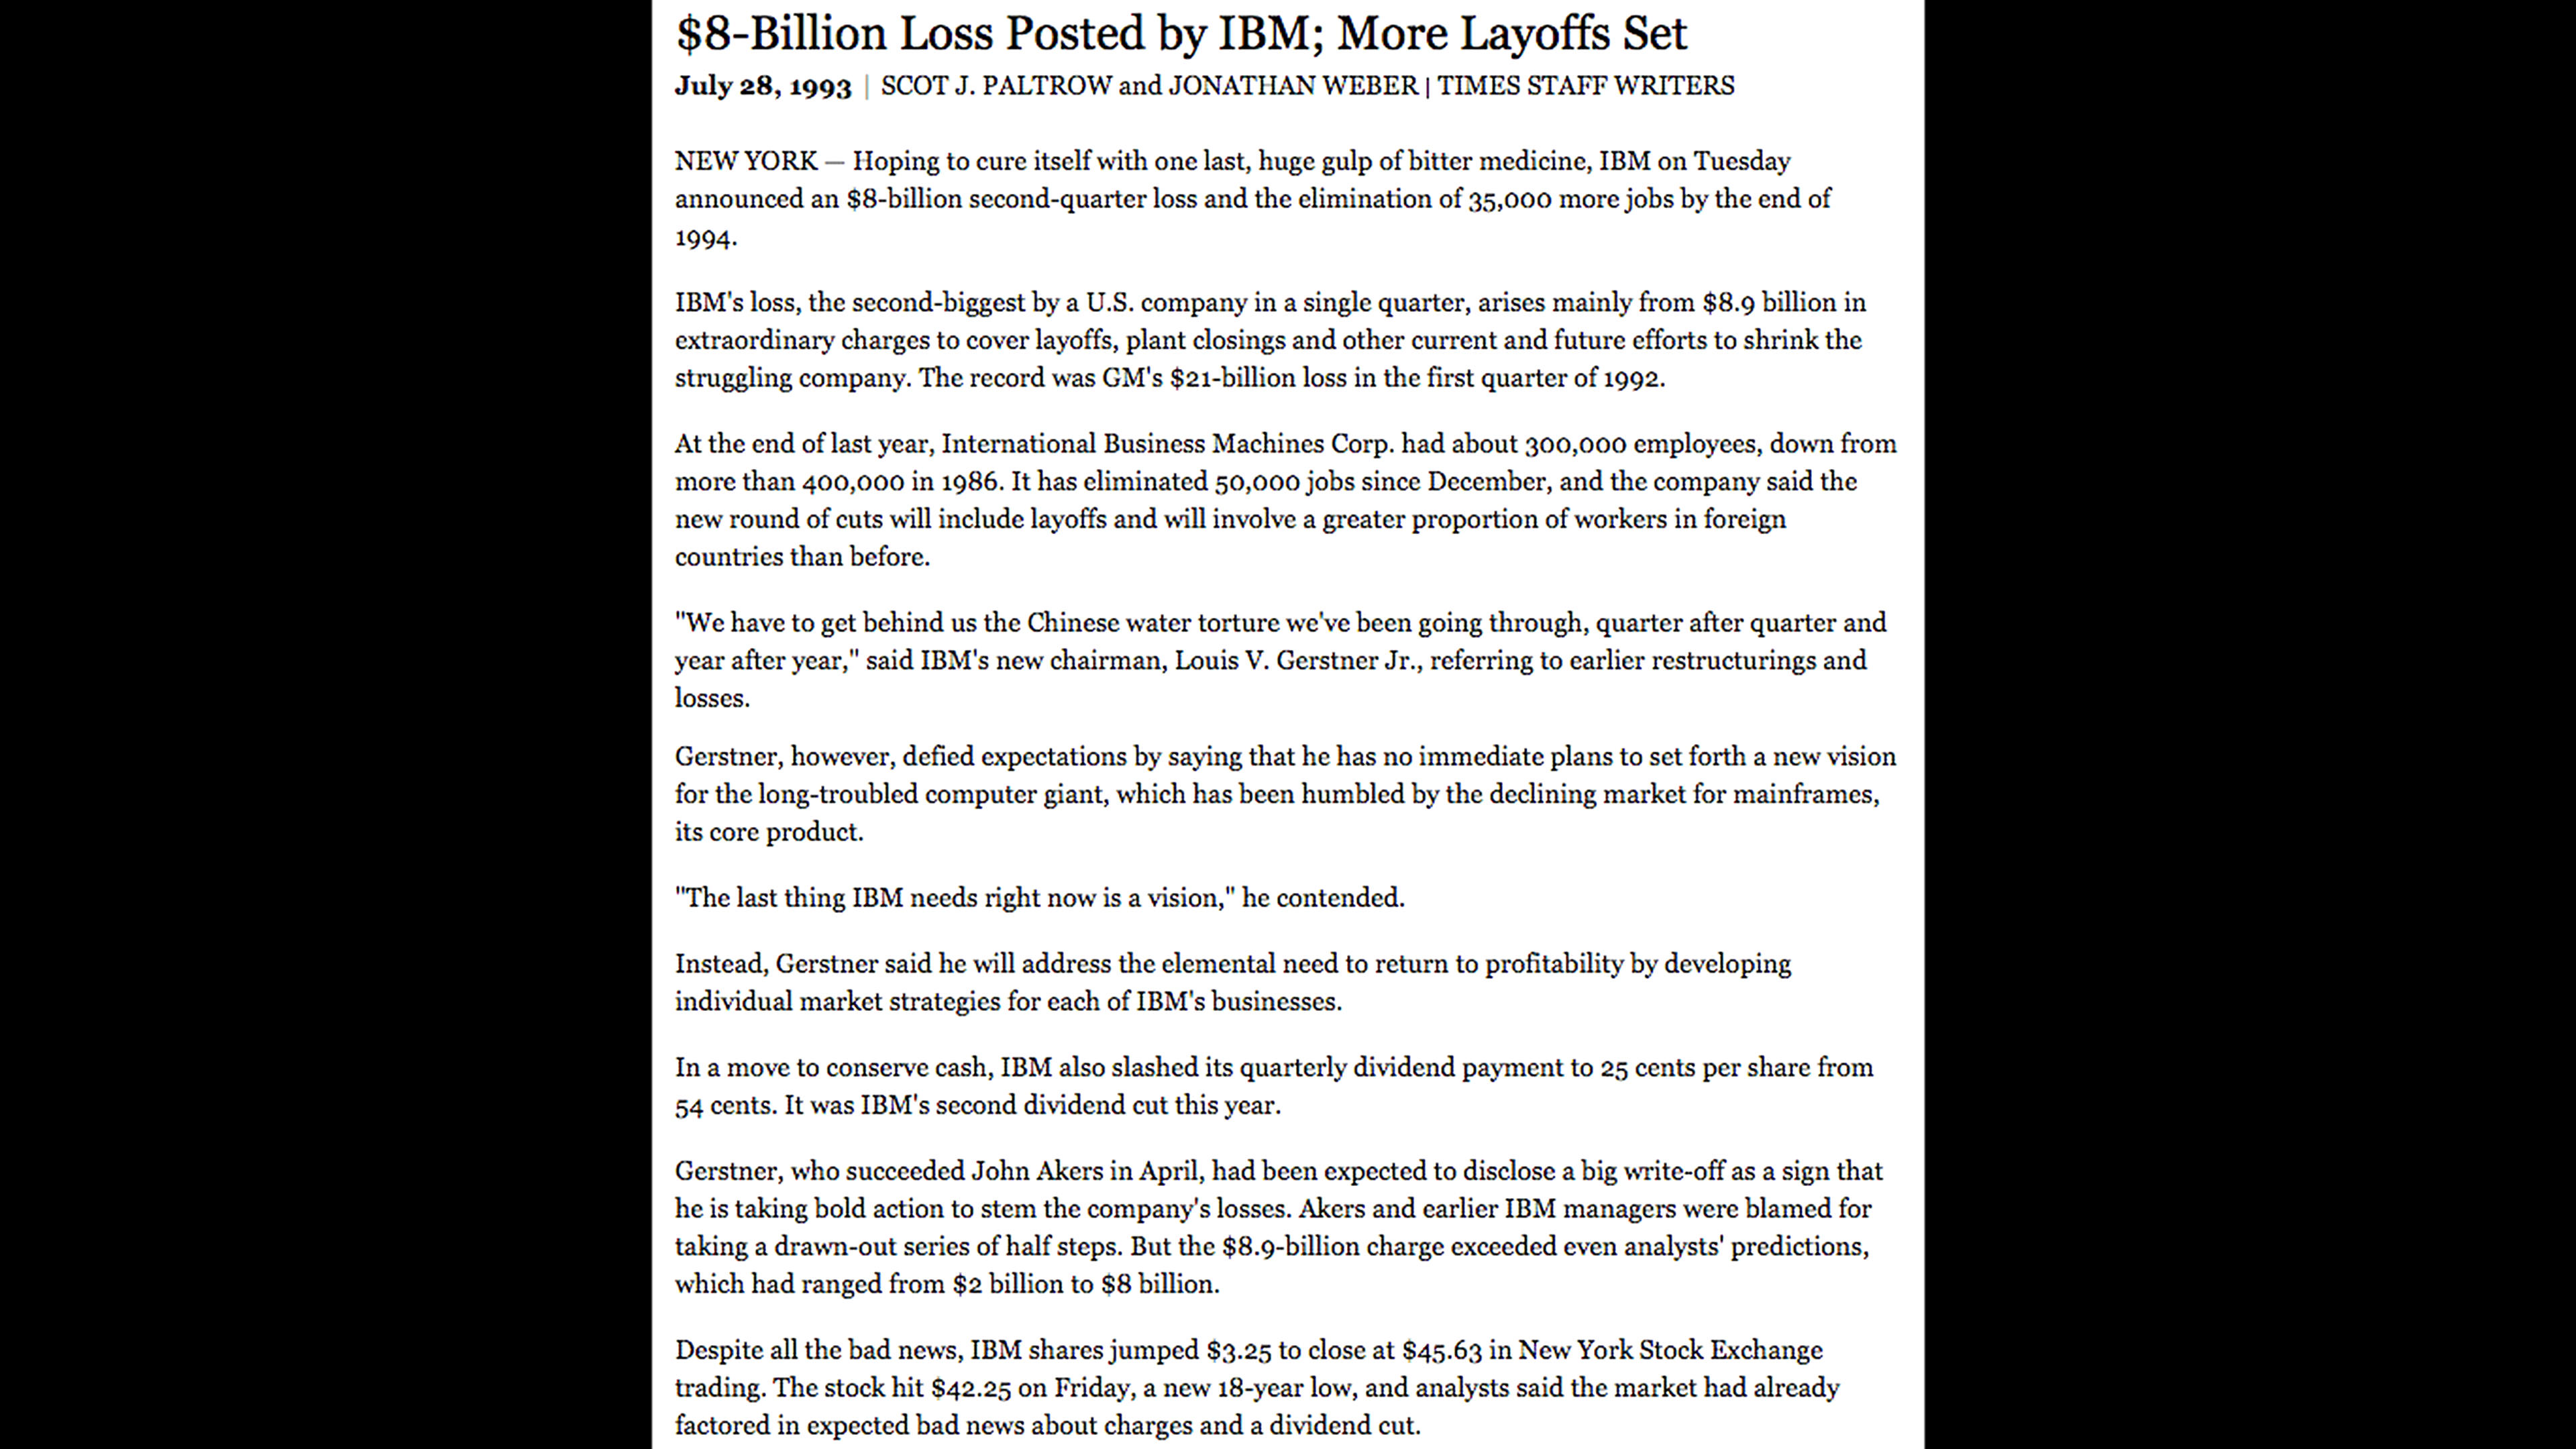 $8-Billion Loss Posted by IBM; More Layoffs Set
July 28, 1993 | SCOT J. PALTROW and JONATHAN WEBER | TIMES STAFF WRITERS
NEW YORK — Hoping to cure itself with one last, huge gulp of bitter medicine, IBM on Tuesday
announced an $8-billion second-quarter loss and the elimination of 35,000 more jobs by the end of
1994.
IBM's loss, the second-biggest by a U.S. company in a single quarter, arises mainly from $8.9 billion in
extraordinary charges to cover layoffs, plant closings and other current and future efforts to shrink the
struggling company. The record was GM's $21-billion loss in the first quarter of 1992.
At the end of last year, International Business Machines Corp. had about 300,000 employees, down from
more than 400,000 in 1986. It has eliminated 50,000 jobs since December, and the company said the
new round of cuts will include layoffs and will involve a greater proportion of workers in foreign
countries than before.
"We have to get behind us the Chinese water torture we've been going through, quarter after quarter and
year after year," said IBM's new chairman, Louis V. Gerstner Jr., referring to earlier restructurings and
losses.
Gerstner, however, defied expectations by saying that he has no immediate plans to set forth a new vision
for the long-troubled computer giant, which has been humbled by the declining market for mainframes,
its core product.
"The last thing IBM needs right now is a vision," he contended.
Instead, Gerstner said he will address the elemental need to return to profitability by developing
individual market strategies for each of IBM's businesses.
In a move to conserve cash, IBM also slashed its quarterly dividend payment to 25 cents per share from
54 cents. It was IBM's second dividend cut this year.
Gerstner, who succeeded John Akers in April, had been expected to disclose a big write-off as a sign that
he is taking bold action to stem the company's losses. Akers and earlier IBM managers were blamed for
taking a drawn-out series of half steps. But the $8.9-billion charge exceeded even analysts' predictions,
which had ranged from $2 billion to $8 billion.
Despite all the bad news, IBM shares jumped $3.25 to close at $45.63 in New York Stock Exchange
trading. The stock hit $42.25 on Friday, a new 18-year low, and analysts said the market had already
factored in expected bad news about charges and a dividend cut.